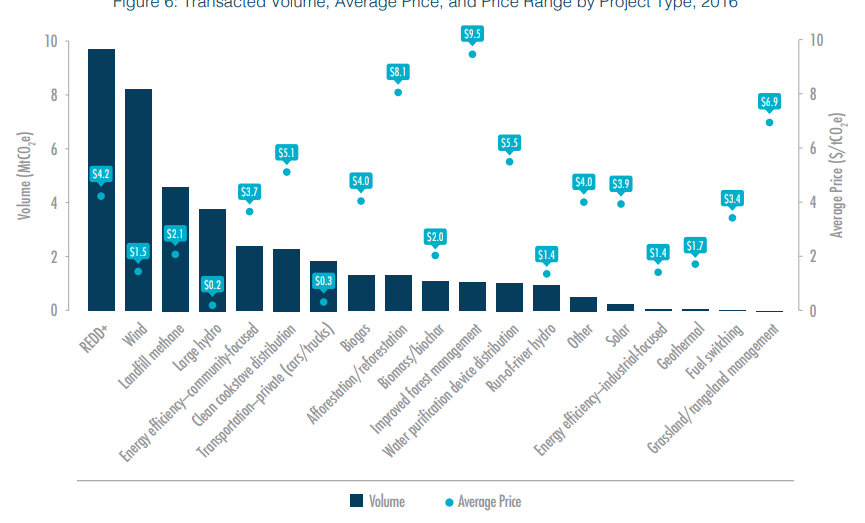 Figure 6: Transacted Volume, Average Price, and Price Range by Project Type, 2016
Volume (MtCO2e)
10
8
6
4
2
0
10
8
6
4
2
0
Average Price ($/tCO2e)
$4.2
$1.5
$2.1
$0.2
$3.7
$5.1
$0.3
$4.0
$8.1
$2.0
$9.5
$5.5
$1.4
$4.0
$3.9
$1.4
$1.7
$3.4
$6.9
REDD+
Wind
Landfill methane
Large hydro
Energy efficiency—community-focused
Clean cookstove distribution
Transportation—private (cars/trucks)
Biogas
Afforestation/reforestation
Biomass/biochar
Improved forest management
Water purification device distribution
Run-of-river hydro
Other
Solar
Energy efficiency—industrial-focused
Geothermal
Fuel switching
Grassland/rangeland management
Volume
Average Price